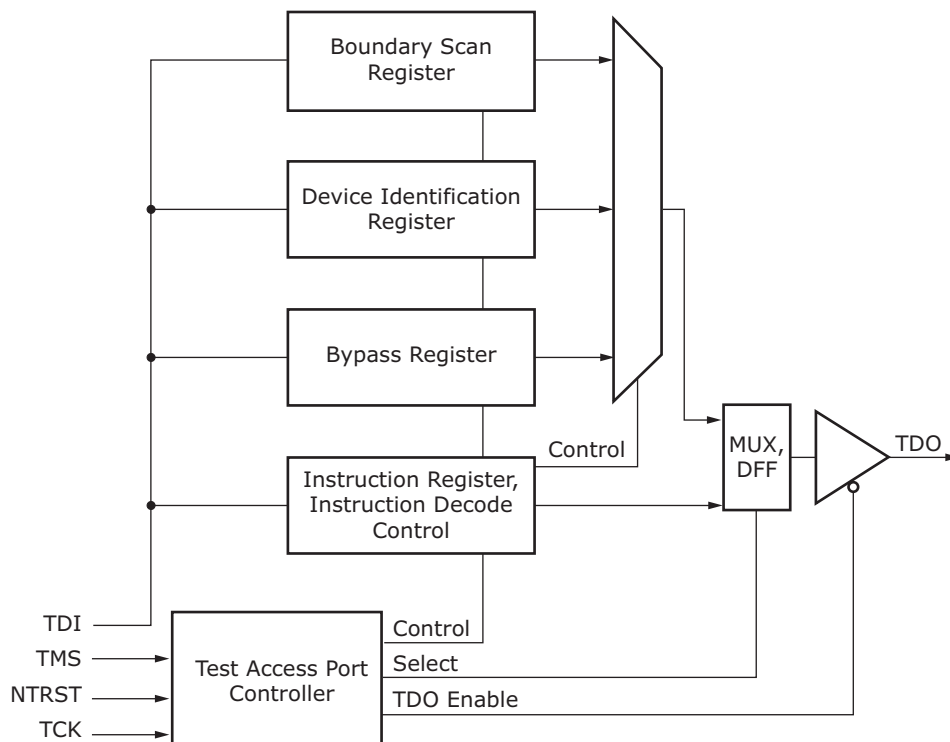 Boundary Scan
Register
Device Identification
Register
Bypass Register
Control
Instruction Register,
Instruction Decode
Control
MUX,
DFF
TDO
TDI
TMS
NTRST
TCK
Test Access Port
Controller
Control
Select
TDO Enable